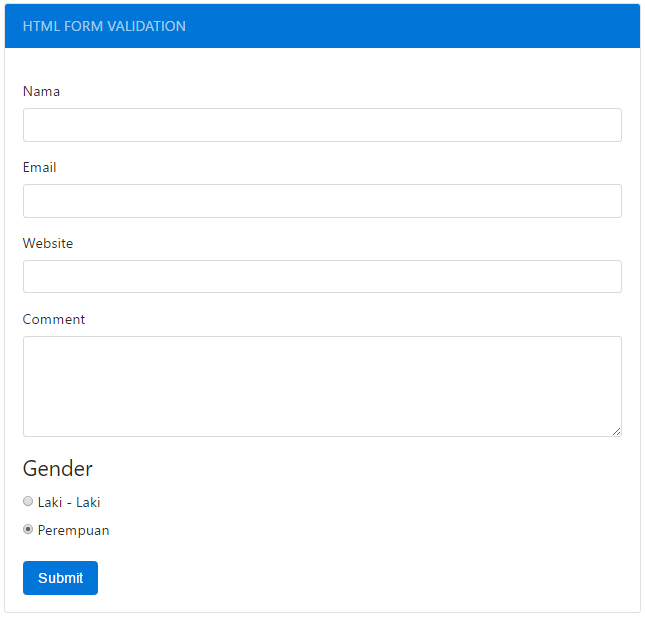 HTML FORM VALIDATION
Nama
Email
Website
Comment
Gender
Laki - Laki
Perempuan
Submit